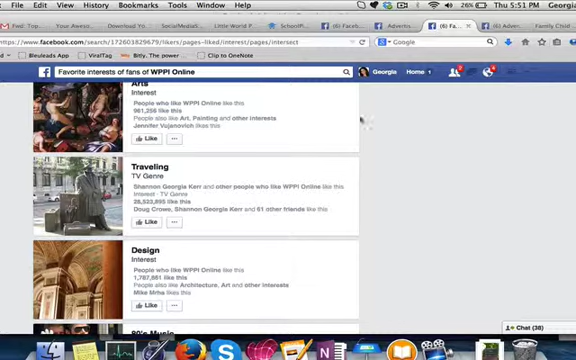 Edit View History Bookmarks Tools Window Help
Thu 5:51 PM
https://www.facebook.com/search/172603829679/likers/pages-liked/interest/pages/intersect
Google
Bleuleads App ViralTag Bitly. The power of t... Clip to OneNote
Favorite interests of fans of WPPI Online
Georgia Home 1
Arts
Interest
People who like WPPI Online like this
961,256 like this
People also like Art, Painting and other interests
Jennifer Vujanovich likes this
Like ...
Traveling
TV Genre
Shannon Georgia Kerr and other people who like WPPI Online like this
Interest · TV Genre
28,523,895 like this
Doug Crowe, Shannon Georgia Kerr and 61 other friends like this
Like ...
Design
Interest
People who like WPPI Online like this
1,787,881 like this
People also like Architecture, Art and other interests
Mike Mrha likes this
Like ...
80's Music
Chat (38)